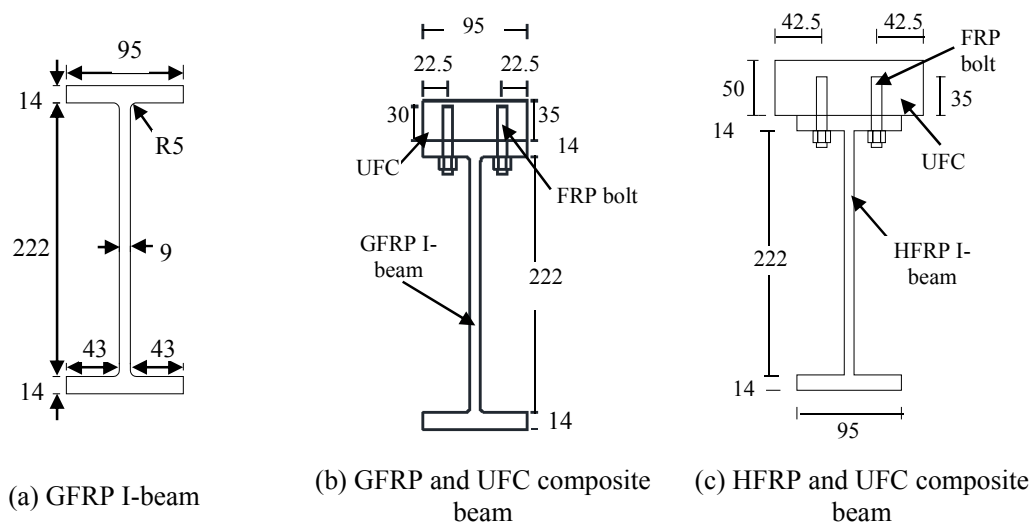 95
14
R5
222
9
43
43
14
(a) GFRP I-beam
95
22.5
22.5
30
35
14
UFC
FRP bolt
GFRP I-
beam
222
14
(b) GFRP and UFC composite
beam
42.5
42.5
FRP
bolt
50
35
14
UFC
222
HFRP I-
beam
14
95
(c) HFRP and UFC composite
beam